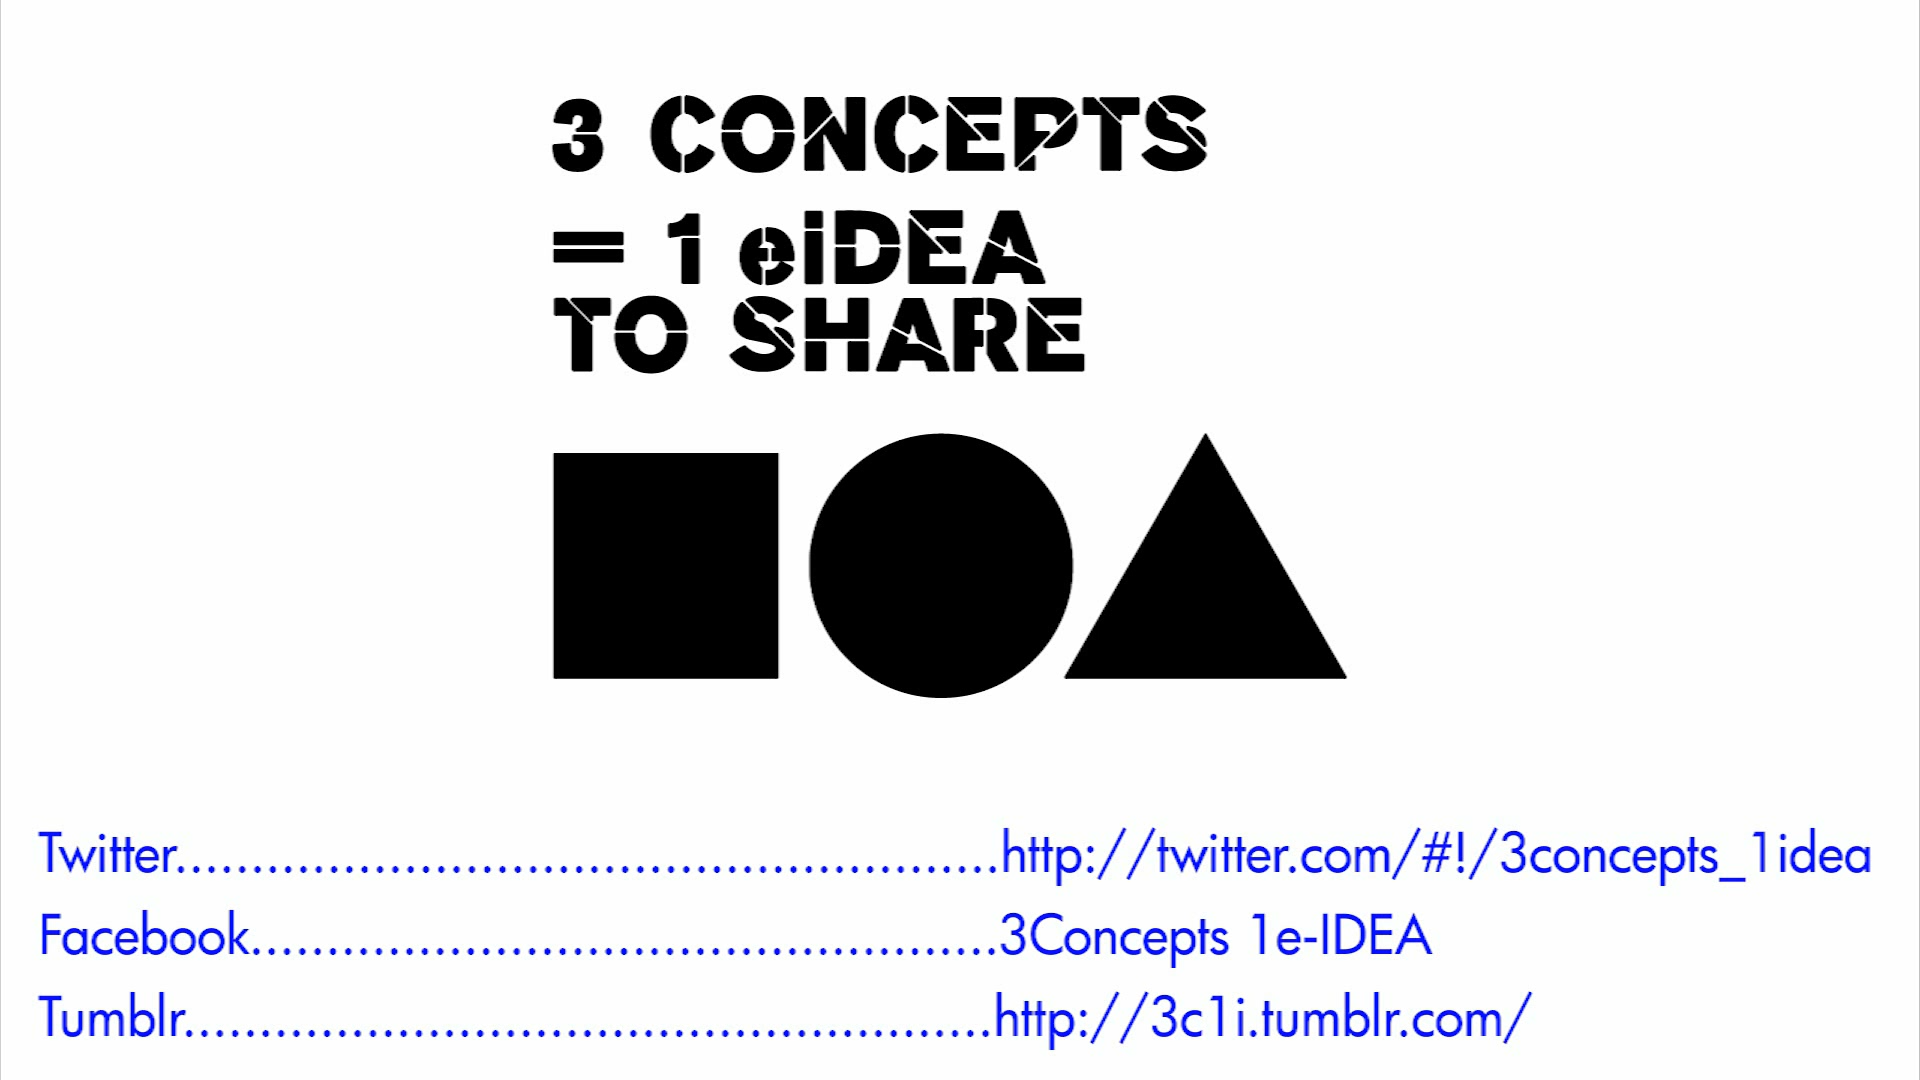 3 CONCEPTS
= 1 eiDEA
TO SHARE
Twitter......................................................http://twitter.com/#!/3concepts_1idea
Facebook.................................................3Concepts 1e-IDEA
Tumblr.....................................................http://3c1i.tumblr.com/